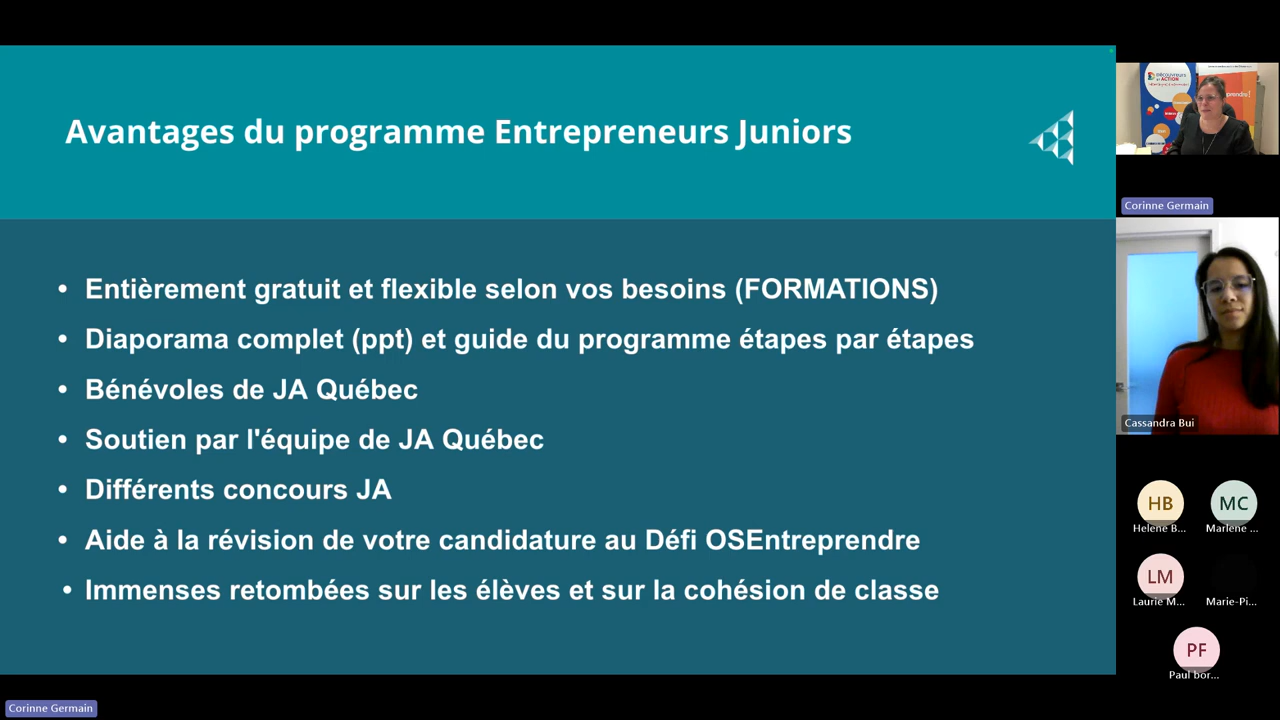 Avantages du programme Entrepreneurs Juniors
• Entièrement gratuit et flexible selon vos besoins (FORMATIONS)
• Diaporama complet (ppt) et guide du programme étapes par étapes
• Bénévoles de JA Québec
• Soutien par l'équipe de JA Québec
• Différents concours JA
• Aide à la révision de votre candidature au Défi OSEntreprendre
• Immenses retombées sur les élèves et sur la cohésion de classe
Corinne Germain
Cassandra Bui
HB
MC
Helene B...
Marlene ...
LM
Laurie M...
Marie-Pi...
PF
Paul bor...
Corinne Germain